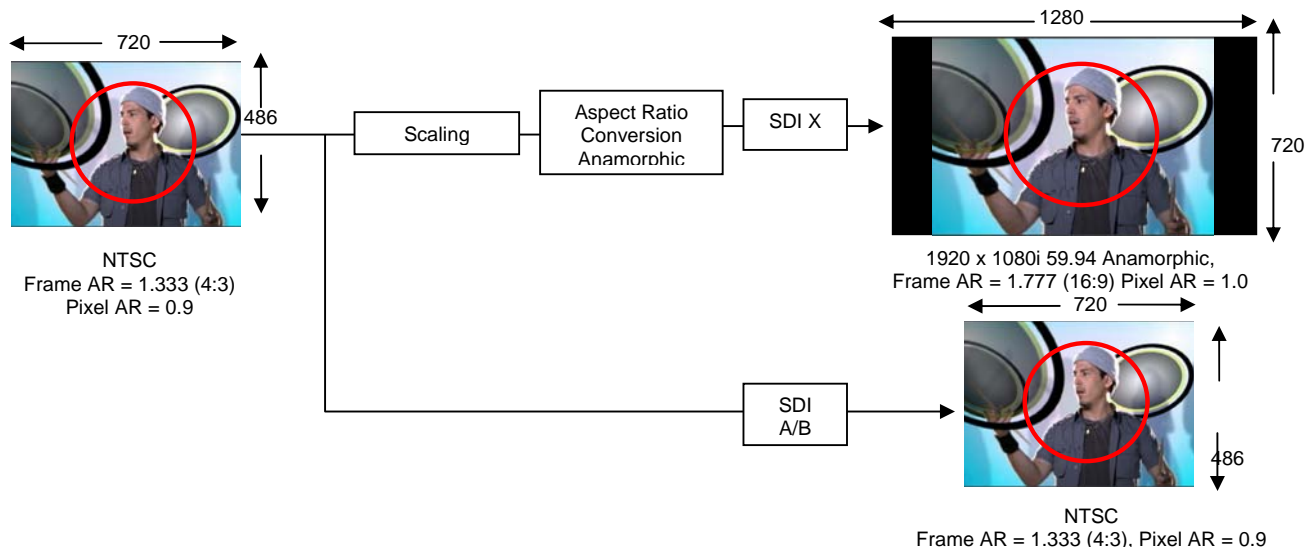 720
486
NTSC
Frame AR = 1.333 (4:3)
Pixel AR = 0.9
Scaling
Aspect Ratio
Conversion
Anamorphic
SDI X
1280
720
1920 x 1080i 59.94 Anamorphic,
Frame AR = 1.777 (16:9) Pixel AR = 1.0
SDI
A/B
720
486
NTSC
Frame AR = 1.333 (4:3), Pixel AR = 0.9